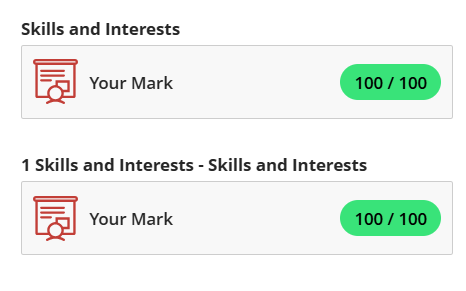 Skills and Interests
Your Mark
100 / 100
1 Skills and Interests - Skills and Interests
Your Mark
100 / 100